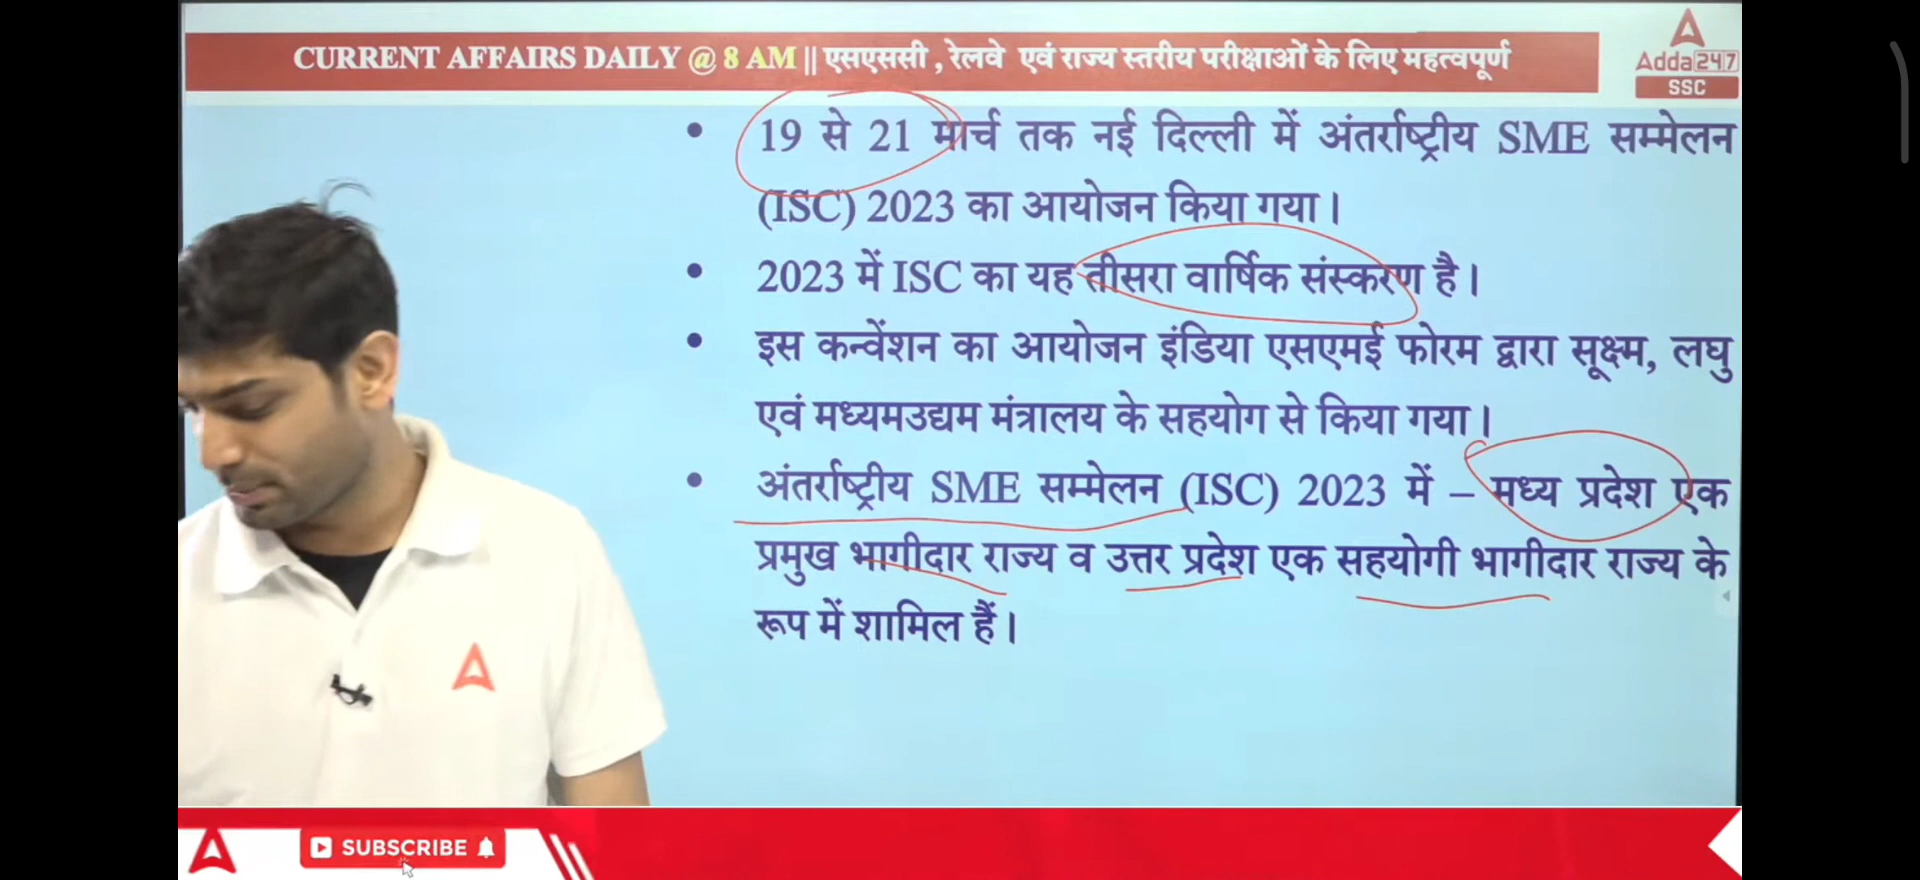 CURRENT AFFAIRS DAILY @ 8 AM || एसएससी , रेलवे एवं राज्य स्तरीय परीक्षाओं के लिए महत्वपूर्ण
Adda247
SSC
• 19 से 21 मार्च तक नई दिल्ली में अंतर्राष्ट्रीय SME सम्मेलन
(ISC) 2023 का आयोजन किया गया।
• 2023 में ISC का यह तीसरा वार्षिक संस्करण है।
• इस कन्वेंशन का आयोजन इंडिया एसएमई फोरम द्वारा सूक्ष्म, लघु
एवं मध्यमउद्यम मंत्रालय के सहयोग से किया गया।
• अंतर्राष्ट्रीय SME सम्मेलन (ISC) 2023 में – मध्य प्रदेश एक
प्रमुख भागीदार राज्य व उत्तर प्रदेश एक सहयोगी भागीदार राज्य के
रूप में शामिल हैं।
SUBSCRIBE